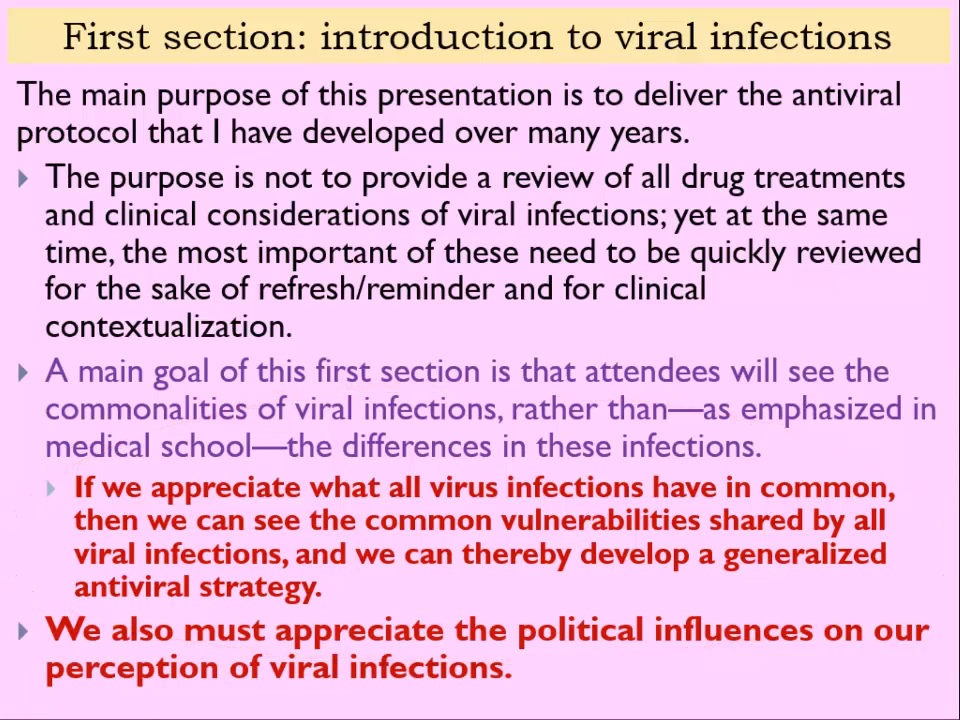 First section: introduction to viral infections
The main purpose of this presentation is to deliver the antiviral
protocol that I have developed over many years.
The purpose is not to provide a review of all drug treatments
and clinical considerations of viral infections; yet at the same
time, the most important of these need to be quickly reviewed
for the sake of refresh/reminder and for clinical
contextualization.
A main goal of this first section is that attendees will see the
commonalities of viral infections, rather than—as emphasized in
medical school—the differences in these infections.
If we appreciate what all virus infections have in common,
then we can see the common vulnerabilities shared by all
viral infections, and we can thereby develop a generalized
antiviral strategy.
We also must appreciate the political influences on our
perception of viral infections.